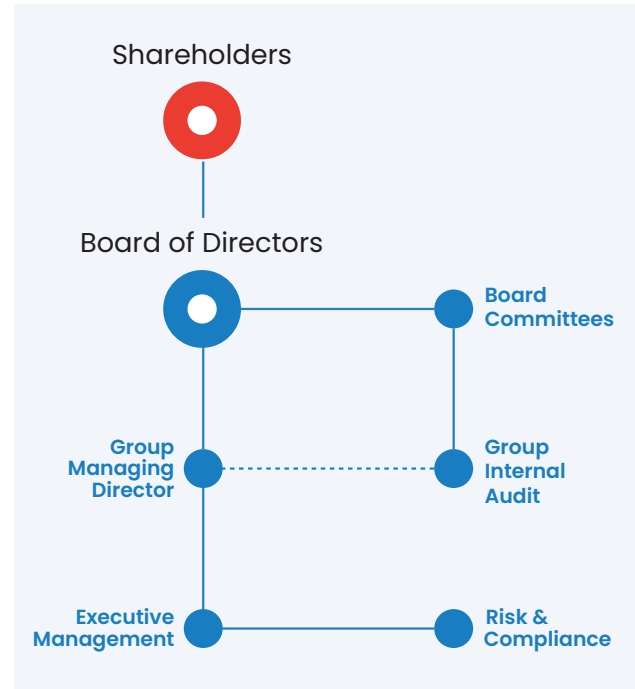 Shareholders
Board of Directors
Board
Committees
Group
Managing
Director
Group
Internal
Audit
Executive
Management
Risk &
Compliance